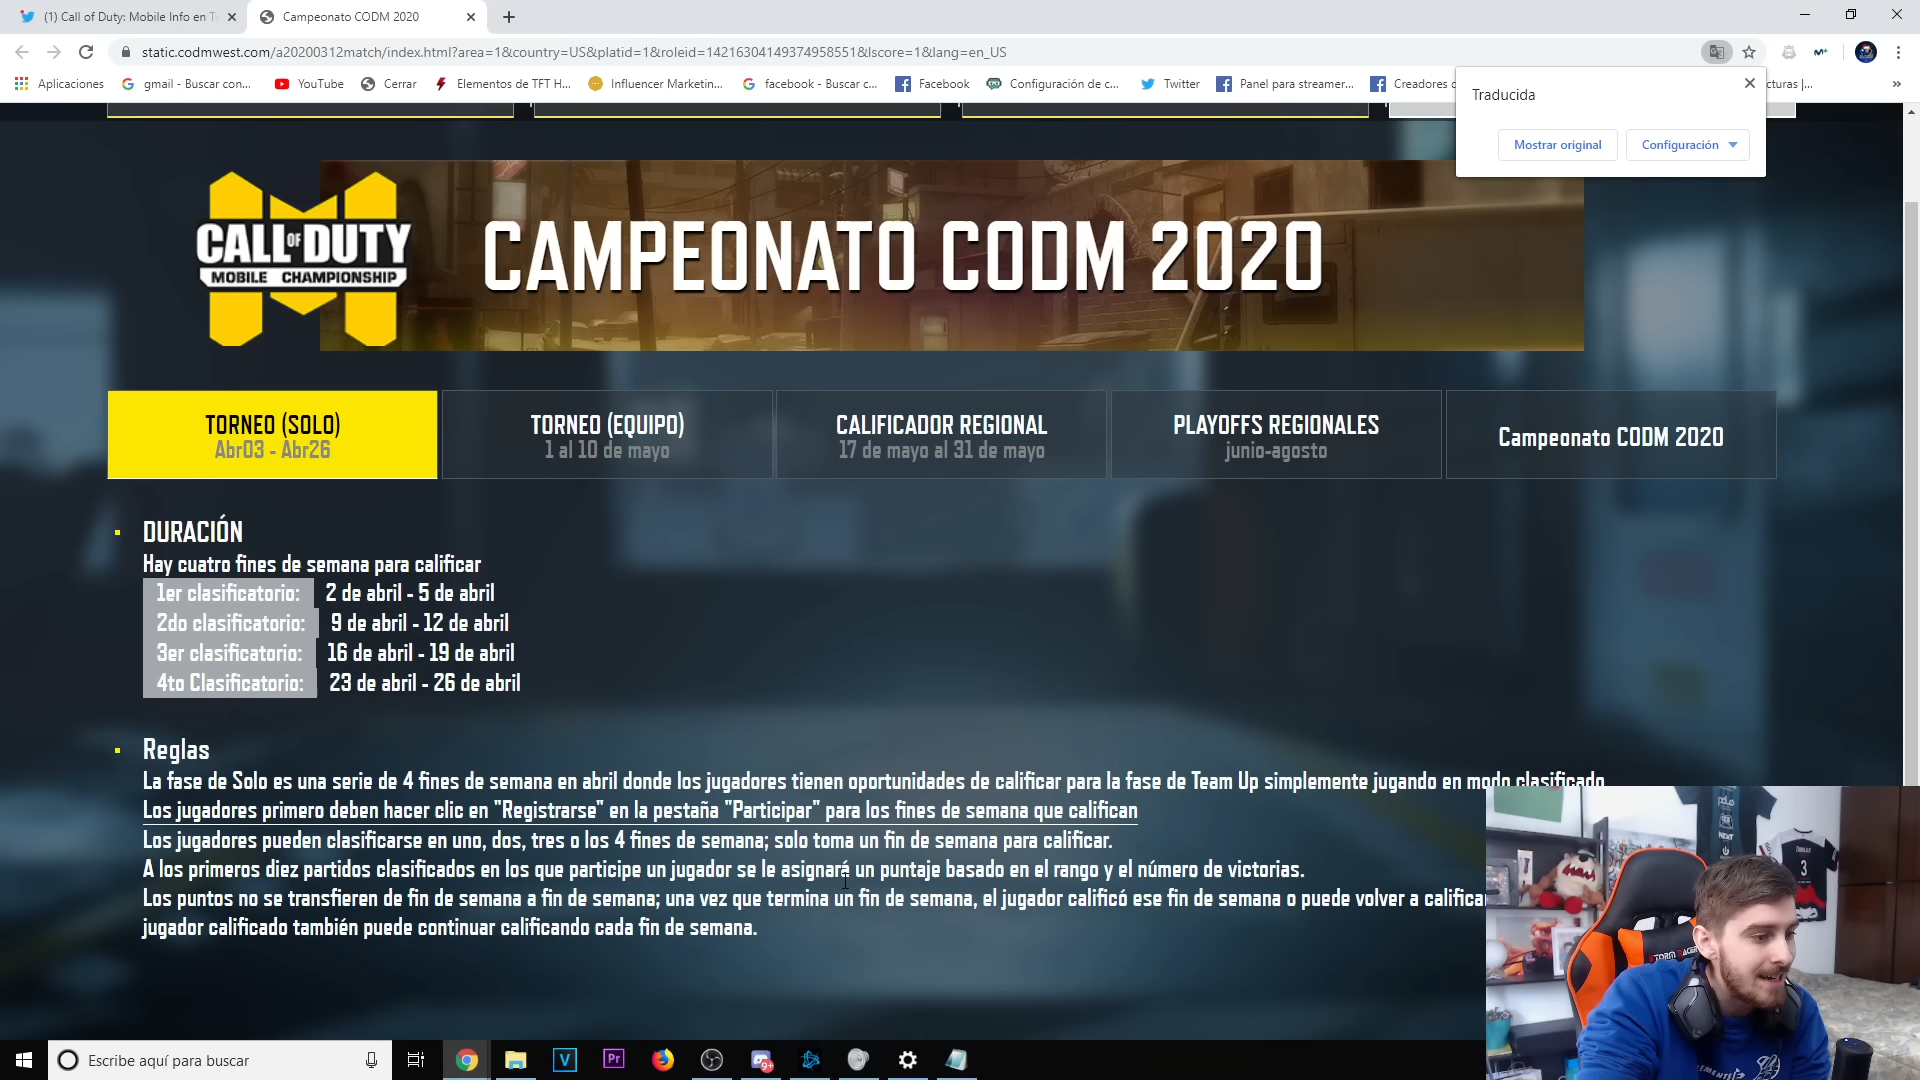 (1) Call of Duty: Mobile Info en T
Campeonato CODM 2020
static.codmwest.com/a20200312match/index.html?area=1&country=US&platid=1&roleid=14216304149374958551&lscore=1&lang=en_US
Aplicaciones
gmail - Buscar con...
YouTube
Cerrar
Elementos de TFT H...
Influencer Marketin...
facebook - Buscar c...
Facebook
Configuración de c...
Twitter
Panel para streamer...
Creadores
cturas |...
»
Traducida
Mostrar original
Configuración
CALL OF DUTY
MOBILE CHAMPIONSHIP
CAMPEONATO CODM 2020
TORNEO (SOLO)
Abr03 - Abr26
TORNEO (EQUIPO)
1 al 10 de mayo
CALIFICADOR REGIONAL
17 de mayo al 31 de mayo
PLAYOFFS REGIONALES
junio-agosto
Campeonato CODM 2020
DURACIÓN
Hay cuatro fines de semana para calificar
1er clasificatorio: 2 de abril - 5 de abril
2do clasificatorio: 9 de abril - 12 de abril
3er clasificatorio: 16 de abril - 19 de abril
4to Clasificatorio: 23 de abril - 26 de abril
Reglas
La fase de Solo es una serie de 4 fines de semana en abril donde los jugadores tienen oportunidades de calificar para la fase de Team Up simplemente jugando en modo clasificado
Los jugadores primero deben hacer clic en "Registrarse" en la pestaña "Participar" para los fines de semana que califican
Los jugadores pueden clasificarse en uno, dos, tres o los 4 fines de semana; solo toma un fin de semana para calificar.
A los primeros diez partidos clasificados en los que participe un jugador se le asignará un puntaje basado en el rango y el número de victorias.
Los puntos no se transfieren de fin de semana a fin de semana; una vez que termina un fin de semana, el jugador calificó ese fin de semana o puede volver a califica
jugador calificado también puede continuar calificando cada fin de semana.
3
Escribe aquí para buscar
V
Pr
9+